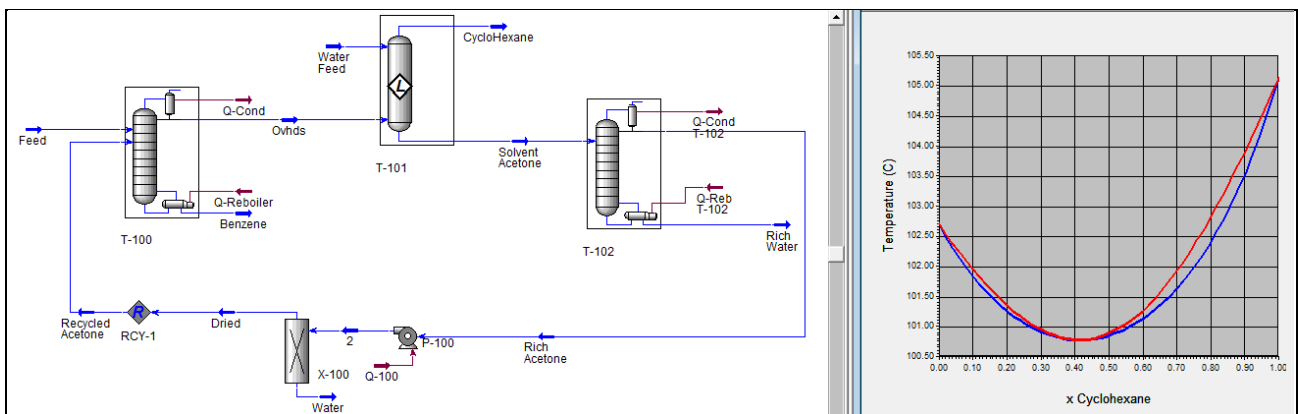 CycloHexane
Water
Feed
L
Q-Cond
Feed
Ovhds
T-101
Solvent
Acetone
Q-Cond
T-102
Q-Reboiler
Benzene
T-100
Q-Reb
T-102
Rich
Water
T-102
R
Recycled
Acetone
RCY-1
Dried
2
P-100
Rich
Acetone
X-100
Q-100
Water
105.50
105.00
104.50
104.00
103.50
103.00
102.50
102.00
101.50
101.00
100.50
Temperature (C)
0.00 0.10 0.20 0.30 0.40 0.50 0.60 0.70 0.80 0.90 1.00
x Cyclohexane